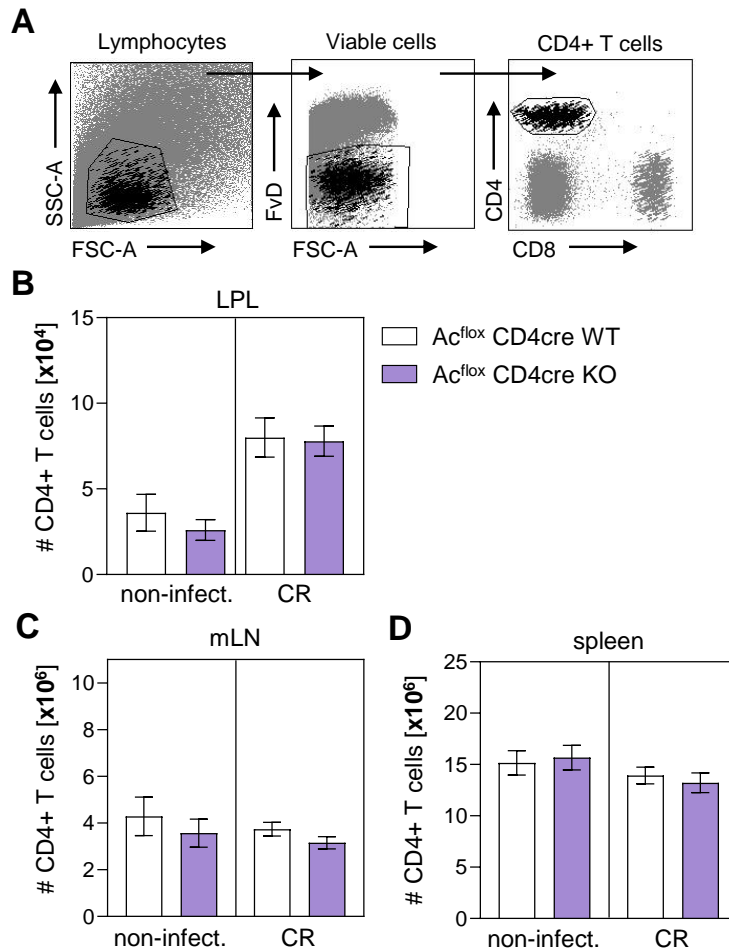 A
Lymphocytes
Viable cells
CD4+ T cells
SSC-A
FSC-A
FvD
FSC-A
CD4
CD8
B
LPL
# CD4+ T cells [x10⁴]
15
10
5
0
non-infect.
CR
Acᶠˡᵒˣ CD4cre WT
Acᶠˡᵒˣ CD4cre KO
C
mLN
# CD4+ T cells [x10⁶]
10
8
6
4
2
0
non-infect.
CR
D
spleen
# CD4+ T cells [x10⁶]
25
20
15
10
5
0
non-infect.
CR